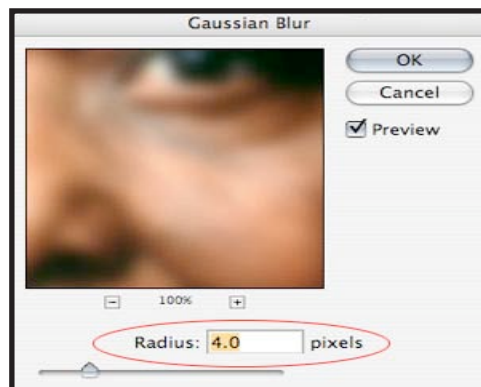 Gaussian Blur
OK
Cancel
Preview
100%
Radius: 4.0 pixels